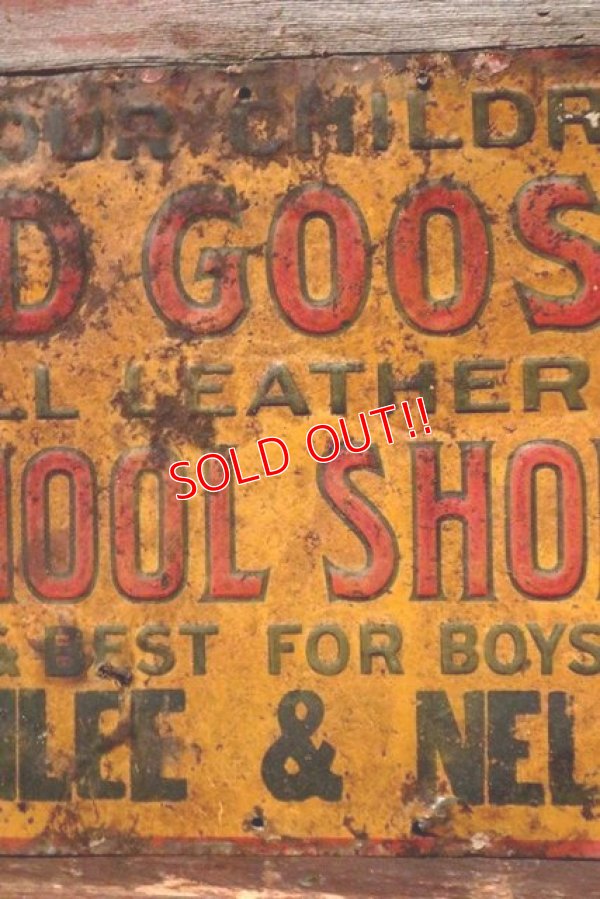 OUR CHILDR
D GOOS
LL LEATHER
HOOL SHO
SOLD OUT!!
& BEST FOR BOYS
LEE & NEL